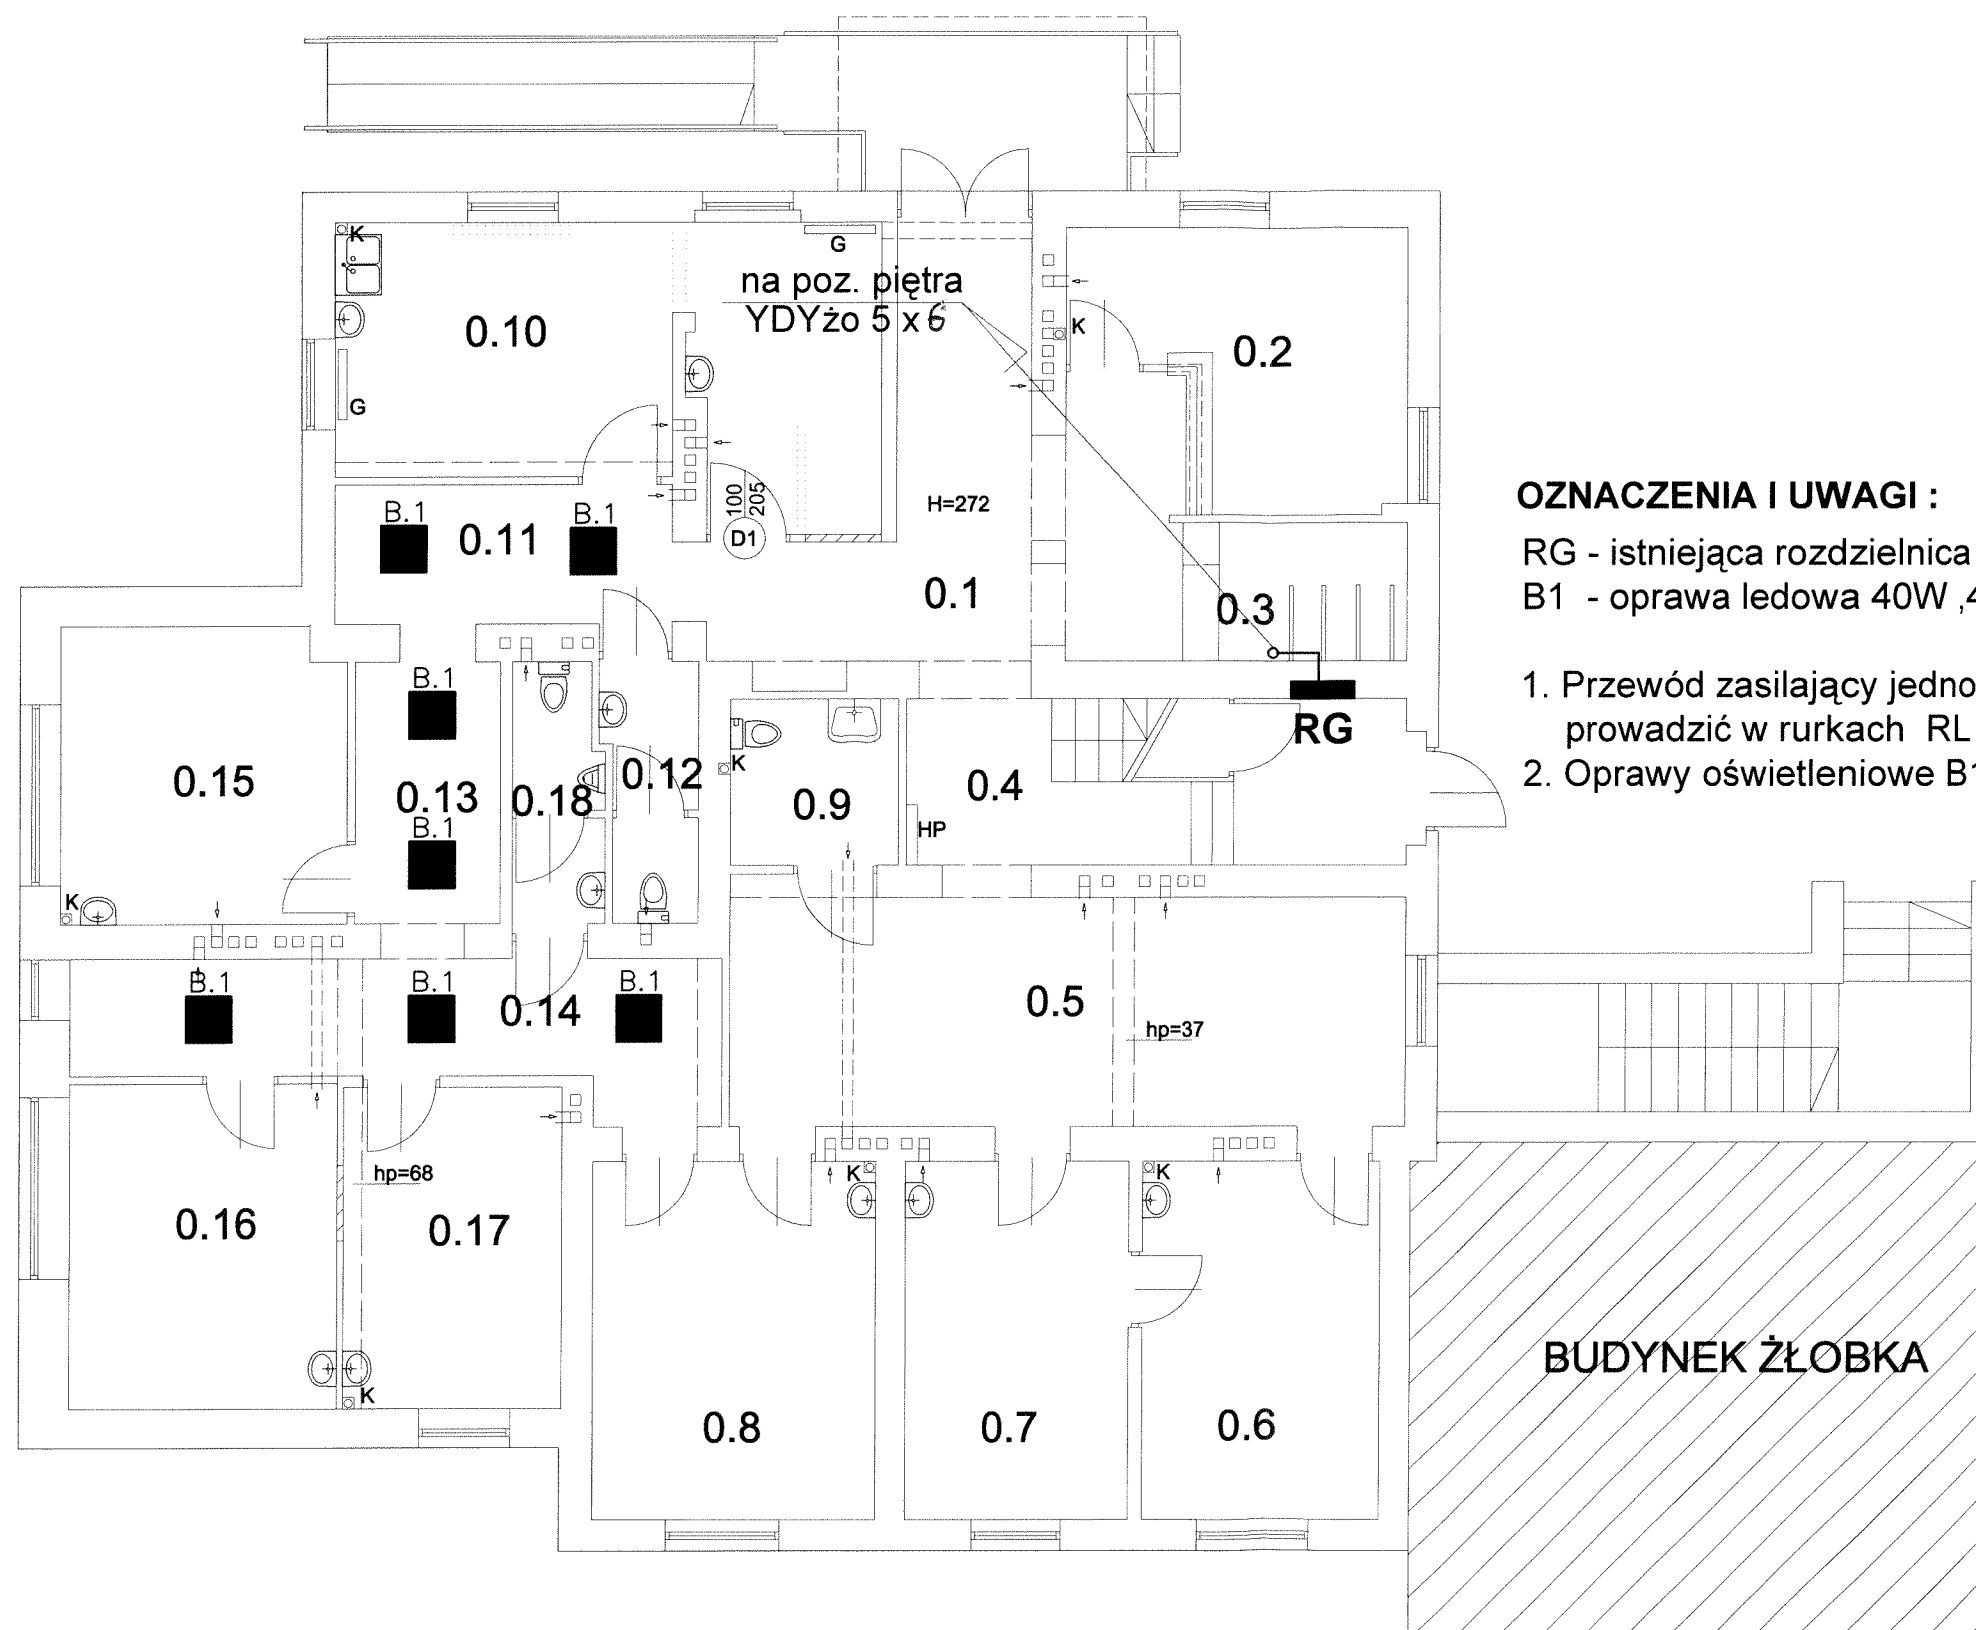 K
G
na poz. piętra
YDYżo 5 x 6
0.10
K
0.2
G
OZNACZENIA I UWAGI :
RG - istniejąca rozdzielnica
B1 - oprawa ledowa 40W ,4
1. Przewód zasilający jedno
prowadzić w rurkach RL
2. Oprawy oświetleniowe B1
B.1
B.1
0.11
100
205
D1
H=272
0.1
0.3
RG
B.1
0.15
0.13
B.1
0.18
0.12
K
0.9
0.4
HP
K
B.1
B.1
0.14
B.1
0.5
hp=37
hp=68
K
K
0.16
0.17
K
0.8
0.7
0.6
BUDYNEK ŻŁOBKA